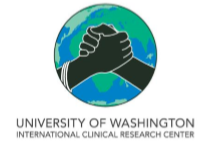 UNIVERSITY OF WASHINGTON
INTERNATIONAL CLINICAL RESEARCH CENTER